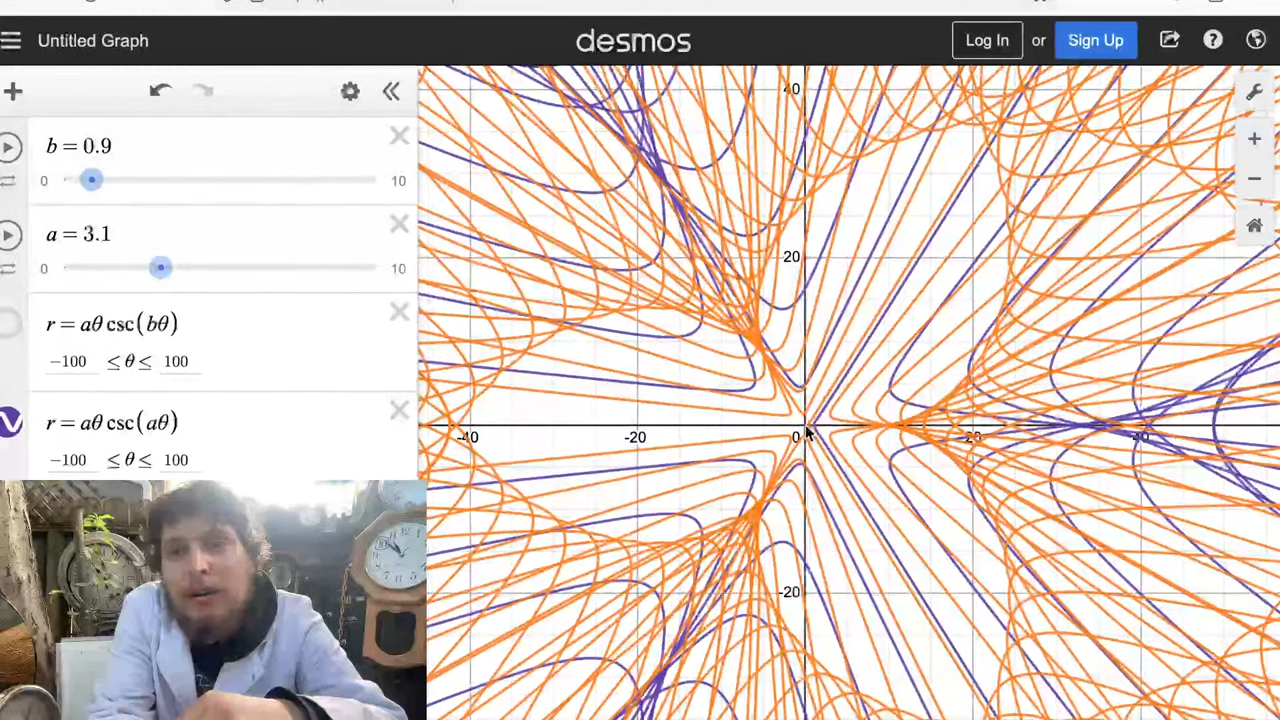 Untitled Graph
desmos
Log In or Sign Up
b = 0.9
0 10
a = 3.1
0 10
r = aθ csc(bθ)
-100 ≤ θ ≤ 100
r = aθ csc(aθ)
-100 ≤ θ ≤ 100
40
20
-40 -20 0 20 40
-20